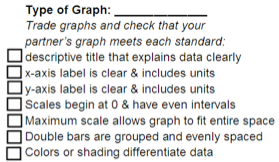 Type of Graph: ______________
Trade graphs and check that your
partner's graph meets each standard:
descriptive title that explains data clearly
x-axis label is clear & includes units
y-axis label is clear & includes units
Scales begin at 0 & have even intervals
Maximum scale allows graph to fit entire space
Double bars are grouped and evenly spaced
Colors or shading differentiate data